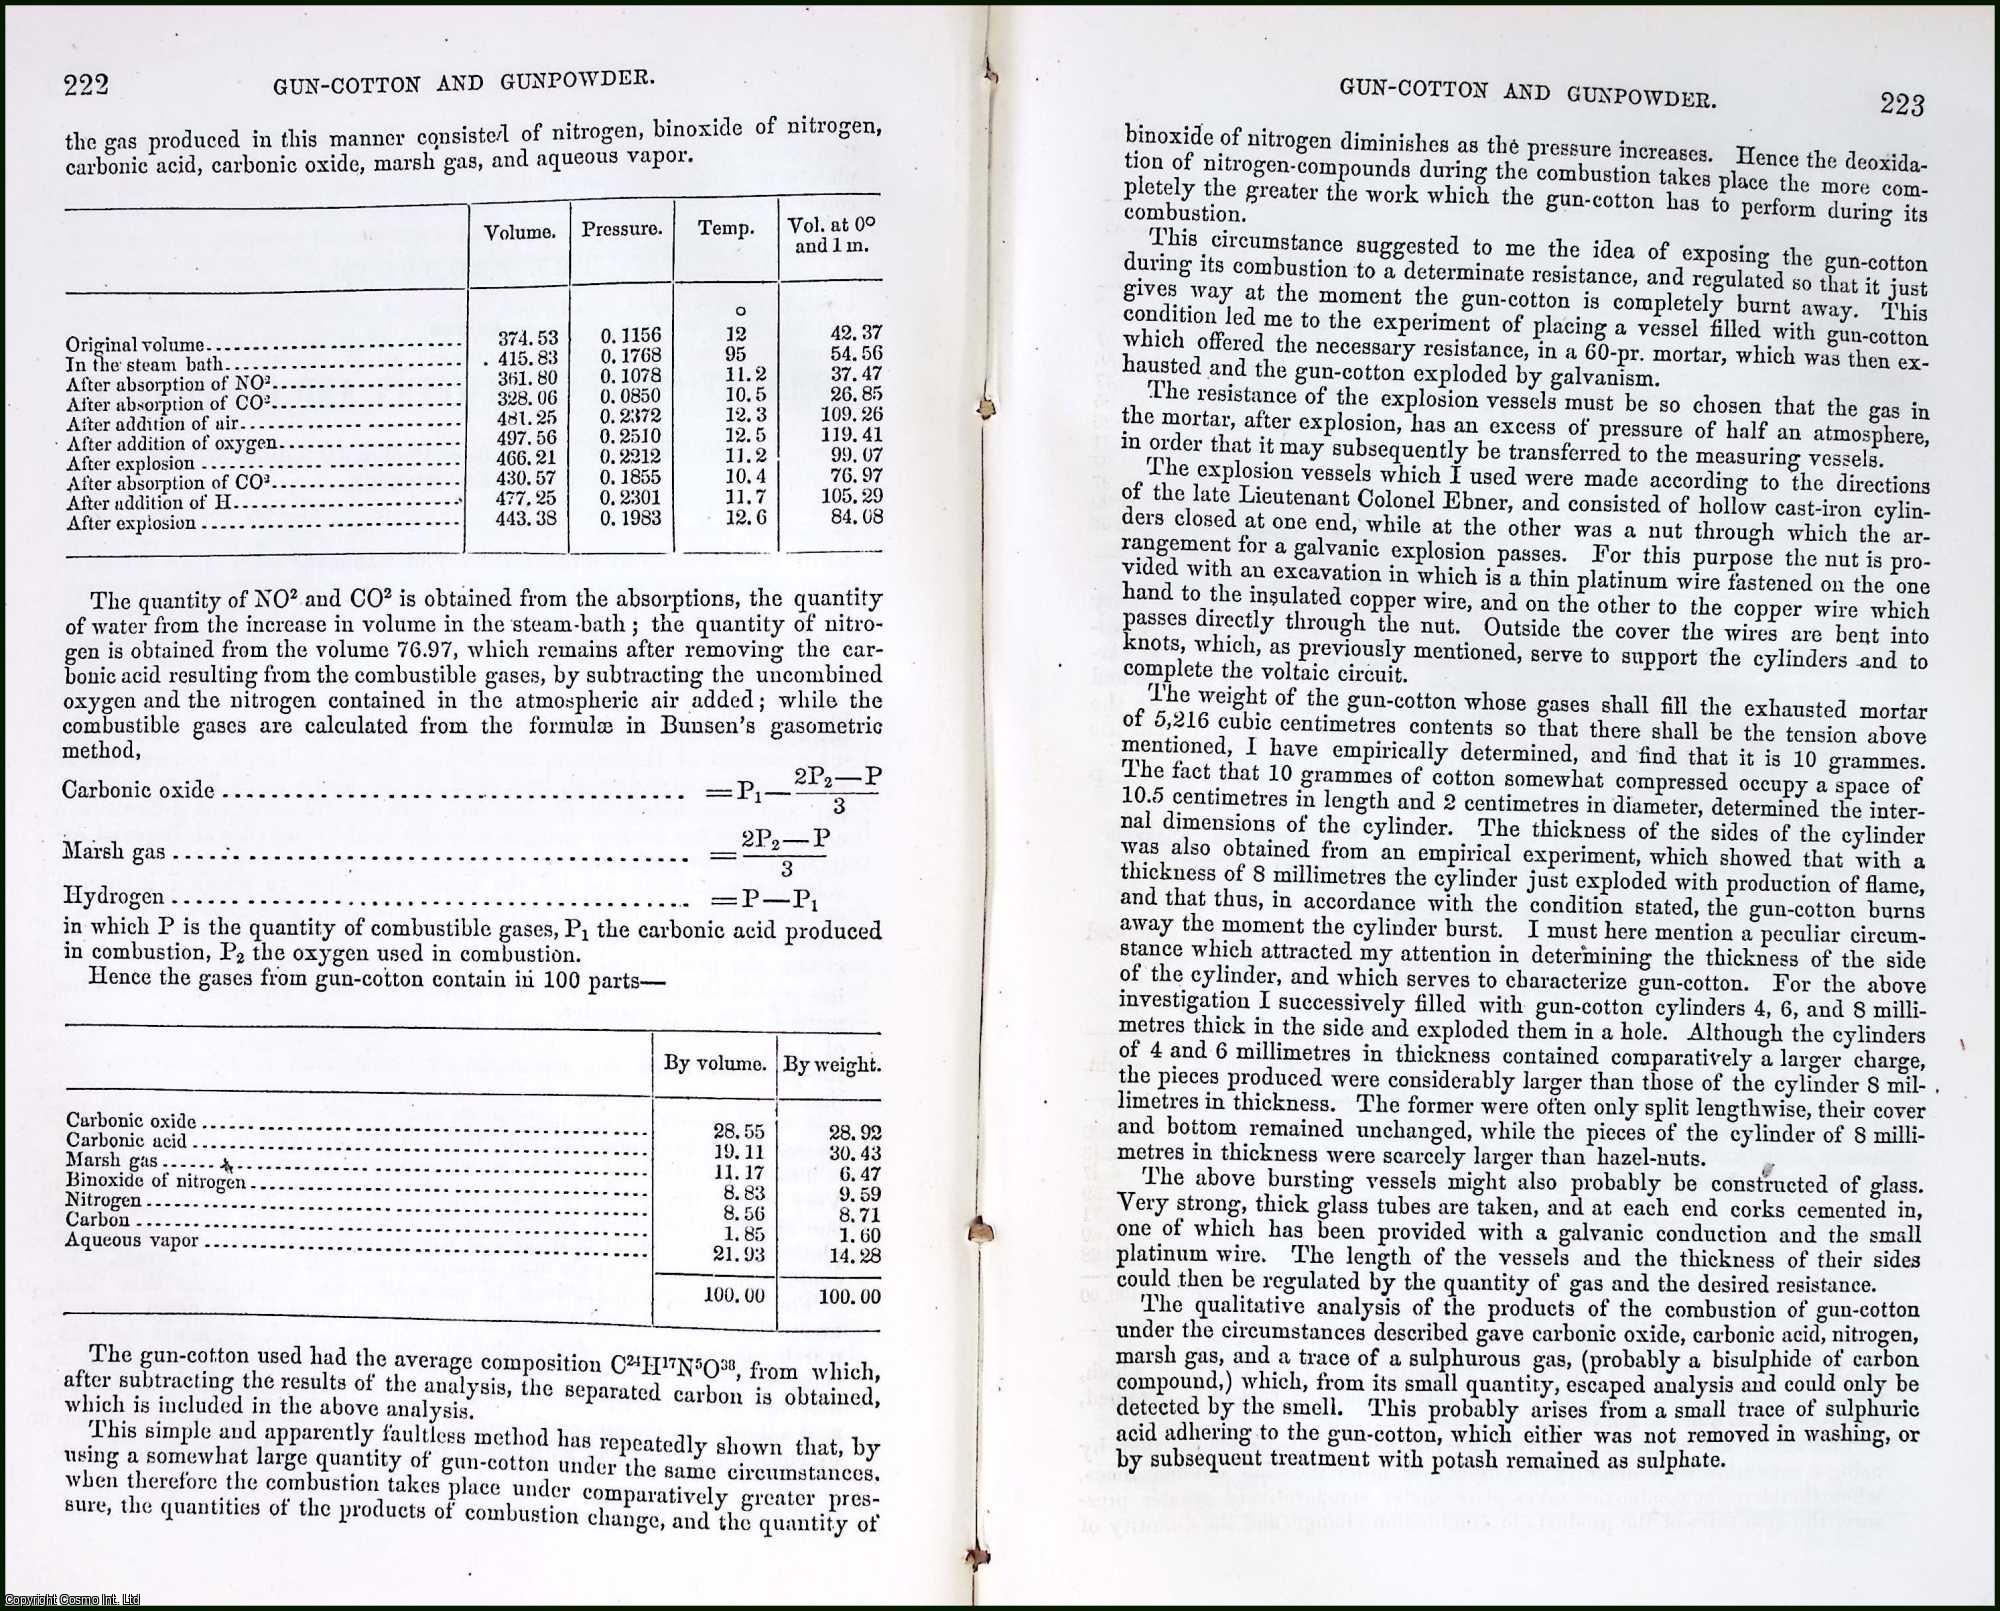 222 GUN-COTTON AND GUNPOWDER.
the gas produced in this manner consisted of nitrogen, binoxide of nitrogen,
carbonic acid, carbonic oxide, marsh gas, and aqueous vapor.
Volume. Pressure. Temp. Vol. at 0° and 1 m.
°
Original volume 374.53 0.1156 12 42.37
In the steam bath 415.83 0.1768 95 54.56
After absorption of NO² 361.80 0.1078 11.2 37.47
After absorption of CO² 328.06 0.0850 10.5 26.85
After addition of air 481.25 0.2372 12.3 109.26
After addition of oxygen 497.56 0.2510 12.5 119.41
After explosion 466.21 0.2212 11.2 99.07
After absorption of CO² 430.57 0.1855 10.4 76.97
After addition of H 477.25 0.2301 11.7 105.29
After explosion 443.38 0.1983 12.6 84.08
The quantity of NO² and CO² is obtained from the absorptions, the quantity
of water from the increase in volume in the steam-bath; the quantity of nitro-
gen is obtained from the volume 76.97, which remains after removing the car-
bonic acid resulting from the combustible gases, by subtracting the uncombined
oxygen and the nitrogen contained in the atmospheric air added; while the
combustible gases are calculated from the formulæ in Bunsen's gasometric
method,
Carbonic oxide =P₁—(2P₂—P)/3
Marsh gas =(2P₂—P)/3
Hydrogen =P—P₁
in which P is the quantity of combustible gases, P₁ the carbonic acid produced
in combustion, P₂ the oxygen used in combustion.
Hence the gases from gun-cotton contain in 100 parts—
By volume. By weight.
Carbonic oxide 28.55 28.92
Carbonic acid 19.11 30.43
Marsh gas 11.17 6.47
Binoxide of nitrogen 8.83 9.59
Nitrogen 8.56 8.71
Carbon 1.85 1.60
Aqueous vapor 21.93 14.28
100.00 100.00
The gun-cotton used had the average composition C²⁴H¹⁷N⁵O³⁸, from which,
after subtracting the results of the analysis, the separated carbon is obtained,
which is included in the above analysis.
This simple and apparently faultless method has repeatedly shown that, by
using a somewhat large quantity of gun-cotton under the same circumstances,
when therefore the combustion takes place under comparatively greater pres-
sure, the quantities of the products of combustion change, and the quantity of
GUN-COTTON AND GUNPOWDER. 223
binoxide of nitrogen diminishes as the pressure increases. Hence the deoxida-
tion of nitrogen-compounds during the combustion takes place the more com-
pletely the greater the work which the gun-cotton has to perform during its
combustion.
This circumstance suggested to me the idea of exposing the gun-cotton
during its combustion to a determinate resistance, and regulated so that it just
gives way at the moment the gun-cotton is completely burnt away. This
condition led me to the experiment of placing a vessel filled with gun-cotton
which offered the necessary resistance, in a 60-pr. mortar, which was then ex-
hausted and the gun-cotton exploded by galvanism.
The resistance of the explosion vessels must be so chosen that the gas in
the mortar, after explosion, has an excess of pressure of half an atmosphere,
in order that it may subsequently be transferred to the measuring vessels.
The explosion vessels which I used were made according to the directions
of the late Lieutenant Colonel Ebner, and consisted of hollow cast-iron cylin-
ders closed at one end, while at the other was a nut through which the ar-
rangement for a galvanic explosion passes. For this purpose the nut is pro-
vided with an excavation in which is a thin platinum wire fastened on the one
hand to the insulated copper wire, and on the other to the copper wire which
passes directly through the nut. Outside the cover the wires are bent into
knots, which, as previously mentioned, serve to support the cylinders and to
complete the voltaic circuit.
The weight of the gun-cotton whose gases shall fill the exhausted mortar
of 5,216 cubic centimetres contents so that there shall be the tension above
mentioned, I have empirically determined, and find that it is 10 grammes.
The fact that 10 grammes of cotton somewhat compressed occupy a space of
10.5 centimetres in length and 2 centimetres in diameter, determined the inter-
nal dimensions of the cylinder. The thickness of the sides of the cylinder
was also obtained from an empirical experiment, which showed that with a
thickness of 8 millimetres the cylinder just exploded with production of flame,
and that thus, in accordance with the condition stated, the gun-cotton burns
away the moment the cylinder burst. I must here mention a peculiar circum-
stance which attracted my attention in determining the thickness of the side
of the cylinder, and which serves to characterize gun-cotton. For the above
investigation I successively filled with gun-cotton cylinders 4, 6, and 8 milli-
metres thick in the side and exploded them in a hole. Although the cylinders
of 4 and 6 millimetres in thickness contained comparatively a larger charge,
the pieces produced were considerably larger than those of the cylinder 8 mil-
limetres in thickness. The former were often only split lengthwise, their cover
and bottom remained unchanged, while the pieces of the cylinder of 8 milli-
metres in thickness were scarcely larger than hazel-nuts.
The above bursting vessels might also probably be constructed of glass.
Very strong, thick glass tubes are taken, and at each end corks cemented in,
one of which has been provided with a galvanic conduction and the small
platinum wire. The length of the vessels and the thickness of their sides
could then be regulated by the quantity of gas and the desired resistance.
The qualitative analysis of the products of the combustion of gun-cotton
under the circumstances described gave carbonic oxide, carbonic acid, nitrogen,
marsh gas, and a trace of a sulphurous gas, (probably a bisulphide of carbon
compound,) which, from its small quantity, escaped analysis and could only be
detected by the smell. This probably arises from a small trace of sulphuric
acid adhering to the gun-cotton, which either was not removed in washing, or
by subsequent treatment with potash remained as sulphate.
Copyright Cosmo Int. Ltd